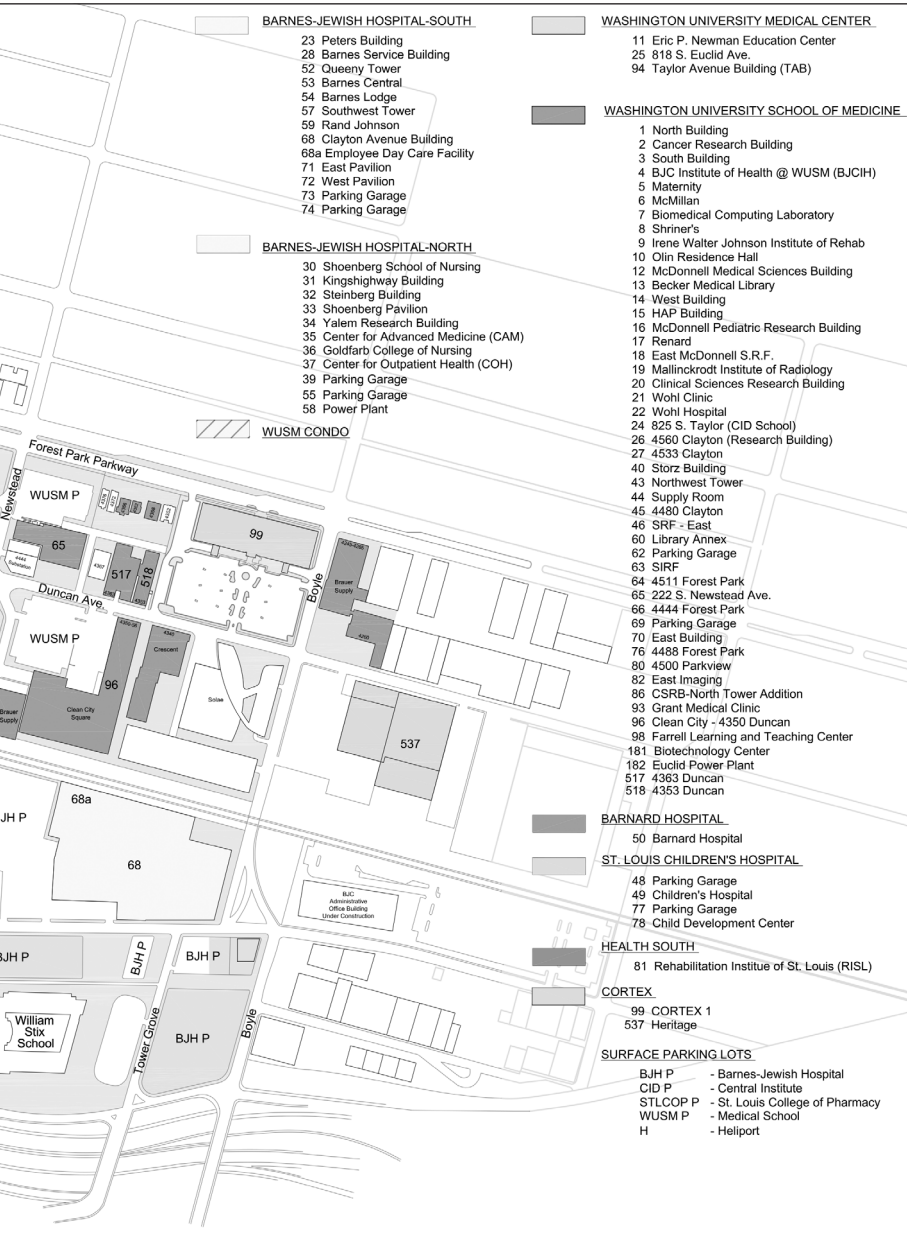 BARNES-JEWISH HOSPITAL-SOUTH
23 Peters Building
28 Barnes Service Building
52 Queeny Tower
53 Barnes Central
54 Barnes Lodge
57 Southwest Tower
59 Rand Johnson
68 Clayton Avenue Building
68a Employee Day Care Facility
71 East Pavilion
72 West Pavilion
73 Parking Garage
74 Parking Garage
BARNES-JEWISH HOSPITAL-NORTH
30 Shoenberg School of Nursing
31 Kingshighway Building
32 Steinberg Building
33 Shoenberg Pavilion
34 Yalem Research Building
35 Center for Advanced Medicine (CAM)
36 Goldfarb College of Nursing
37 Center for Outpatient Health (COH)
39 Parking Garage
55 Parking Garage
58 Power Plant
WUSM CONDO
WASHINGTON UNIVERSITY MEDICAL CENTER
11 Eric P. Newman Education Center
25 818 S. Euclid Ave.
94 Taylor Avenue Building (TAB)
WASHINGTON UNIVERSITY SCHOOL OF MEDICINE
1 North Building
2 Cancer Research Building
3 South Building
4 BJC Institute of Health @ WUSM (BJCIH)
5 Maternity
6 McMillan
7 Biomedical Computing Laboratory
8 Shriner's
9 Irene Walter Johnson Institute of Rehab
10 Olin Residence Hall
12 McDonnell Medical Sciences Building
13 Becker Medical Library
14 West Building
15 HAP Building
16 McDonnell Pediatric Research Building
17 Renard
18 East McDonnell S.R.F.
19 Mallinckrodt Institute of Radiology
20 Clinical Sciences Research Building
21 Wohl Clinic
22 Wohl Hospital
24 825 S. Taylor (CID School)
26 4560 Clayton (Research Building)
27 4533 Clayton
40 Storz Building
43 Northwest Tower
44 Supply Room
45 4480 Clayton
46 SRF - East
60 Library Annex
62 Parking Garage
63 SIRF
64 4511 Forest Park
65 222 S. Newstead Ave.
66 4444 Forest Park
69 Parking Garage
70 East Building
76 4488 Forest Park
80 4500 Parkview
82 East Imaging
86 CSRB-North Tower Addition
93 Grant Medical Clinic
96 Clean City - 4350 Duncan
98 Farrell Learning and Teaching Center
181 Biotechnology Center
182 Euclid Power Plant
517 4363 Duncan
518 4353 Duncan
BARNARD HOSPITAL
50 Barnard Hospital
ST. LOUIS CHILDREN'S HOSPITAL
48 Parking Garage
49 Children's Hospital
77 Parking Garage
78 Child Development Center
HEALTH SOUTH
81 Rehabilitation Institue of St. Louis (RISL)
CORTEX
99 CORTEX 1
537 Heritage
SURFACE PARKING LOTS
BJH P - Barnes-Jewish Hospital
CID P - Central Institute
STLCOP P - St. Louis College of Pharmacy
WUSM P - Medical School
H - Heliport
Forest Park Parkway
Newstead
WUSM P
99
65
4444
Substation
4367
517
518
Boyle
Brauer
Supply
Duncan Ave.
WUSM P
Crescent
96
Clean City
Square
Solae
Brauer
Supply
537
68a
JH P
68
BJC
Administrative
Office Building
Under Construction
BJH P
BJH P
BJH P
William
Stix
School
Tower Grove
BJH P
Boyle